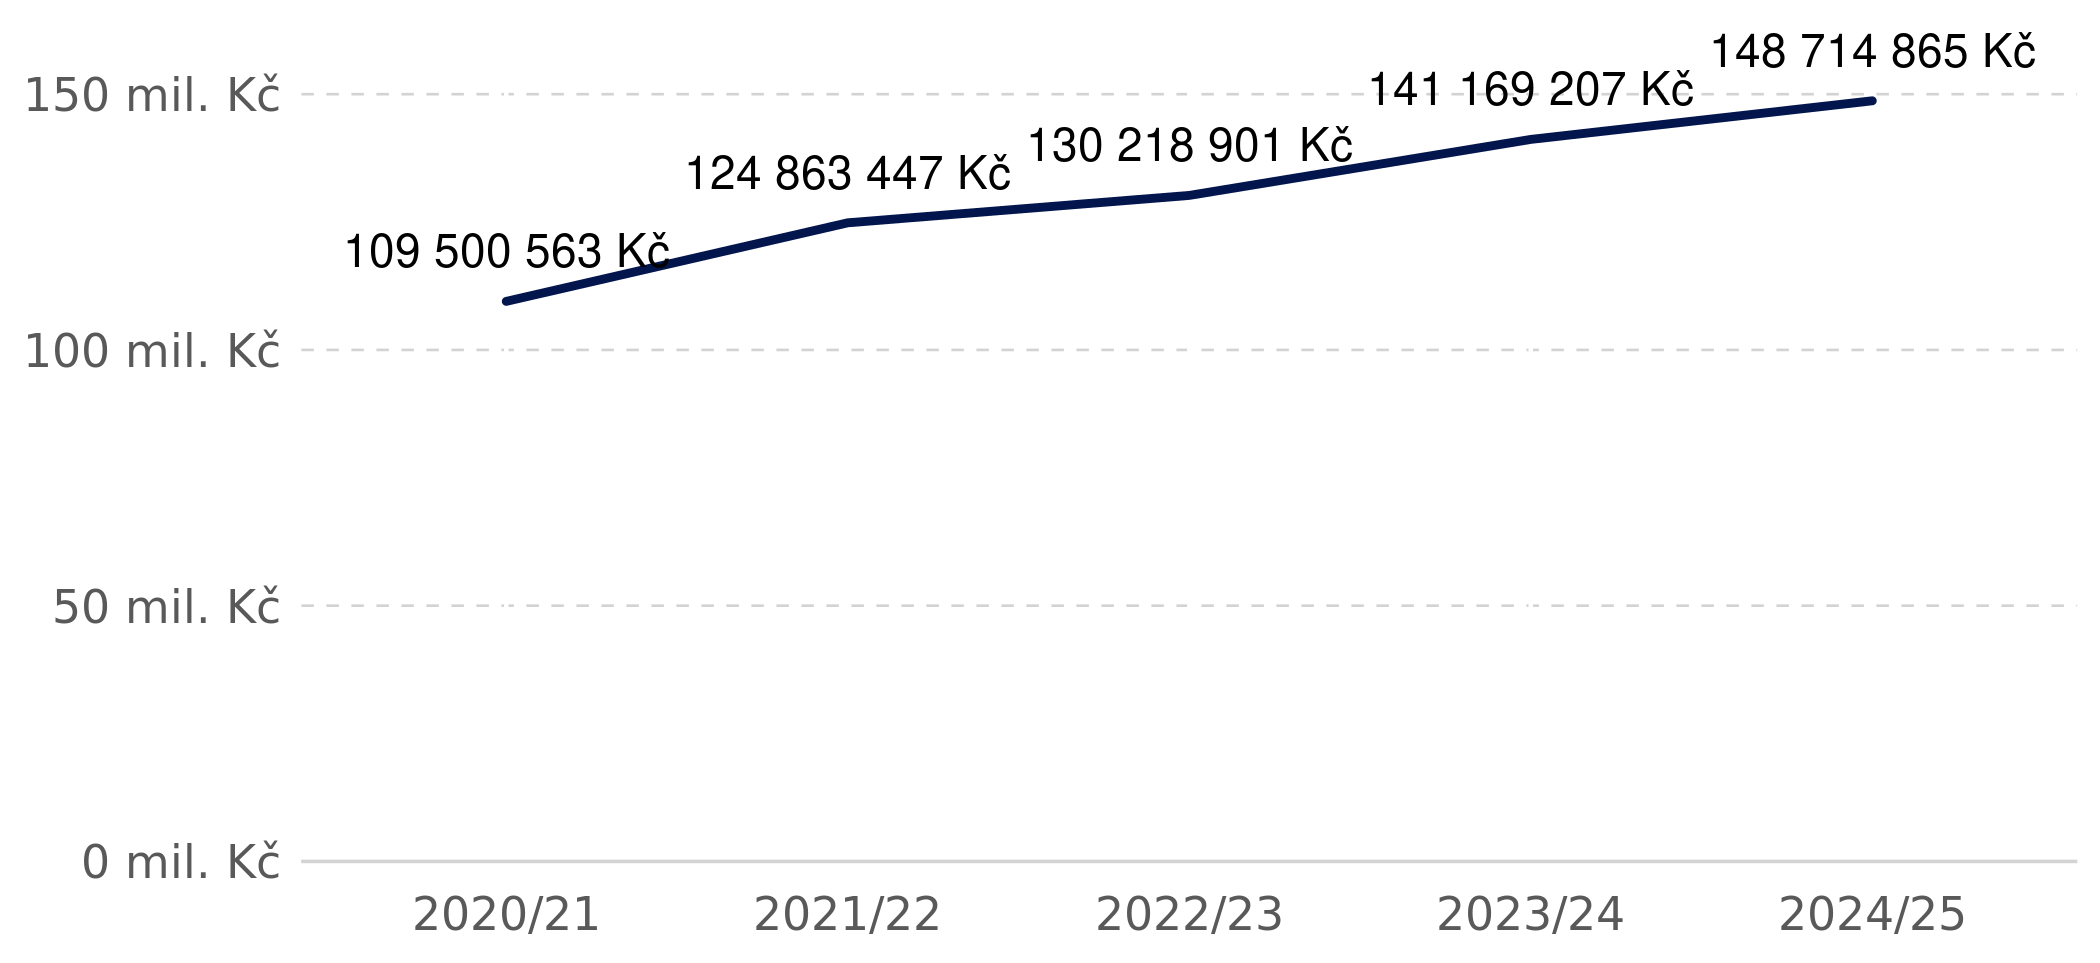 148 714 865 Kč
150 mil. Kč
141 169 207 Kč
130 218 901 Kč
124 863 447 Kč
109 500 563 Kč
100 mil. Kč
50 mil. Kč
0 mil. Kč
2020/21 2021/22 2022/23 2023/24 2024/25